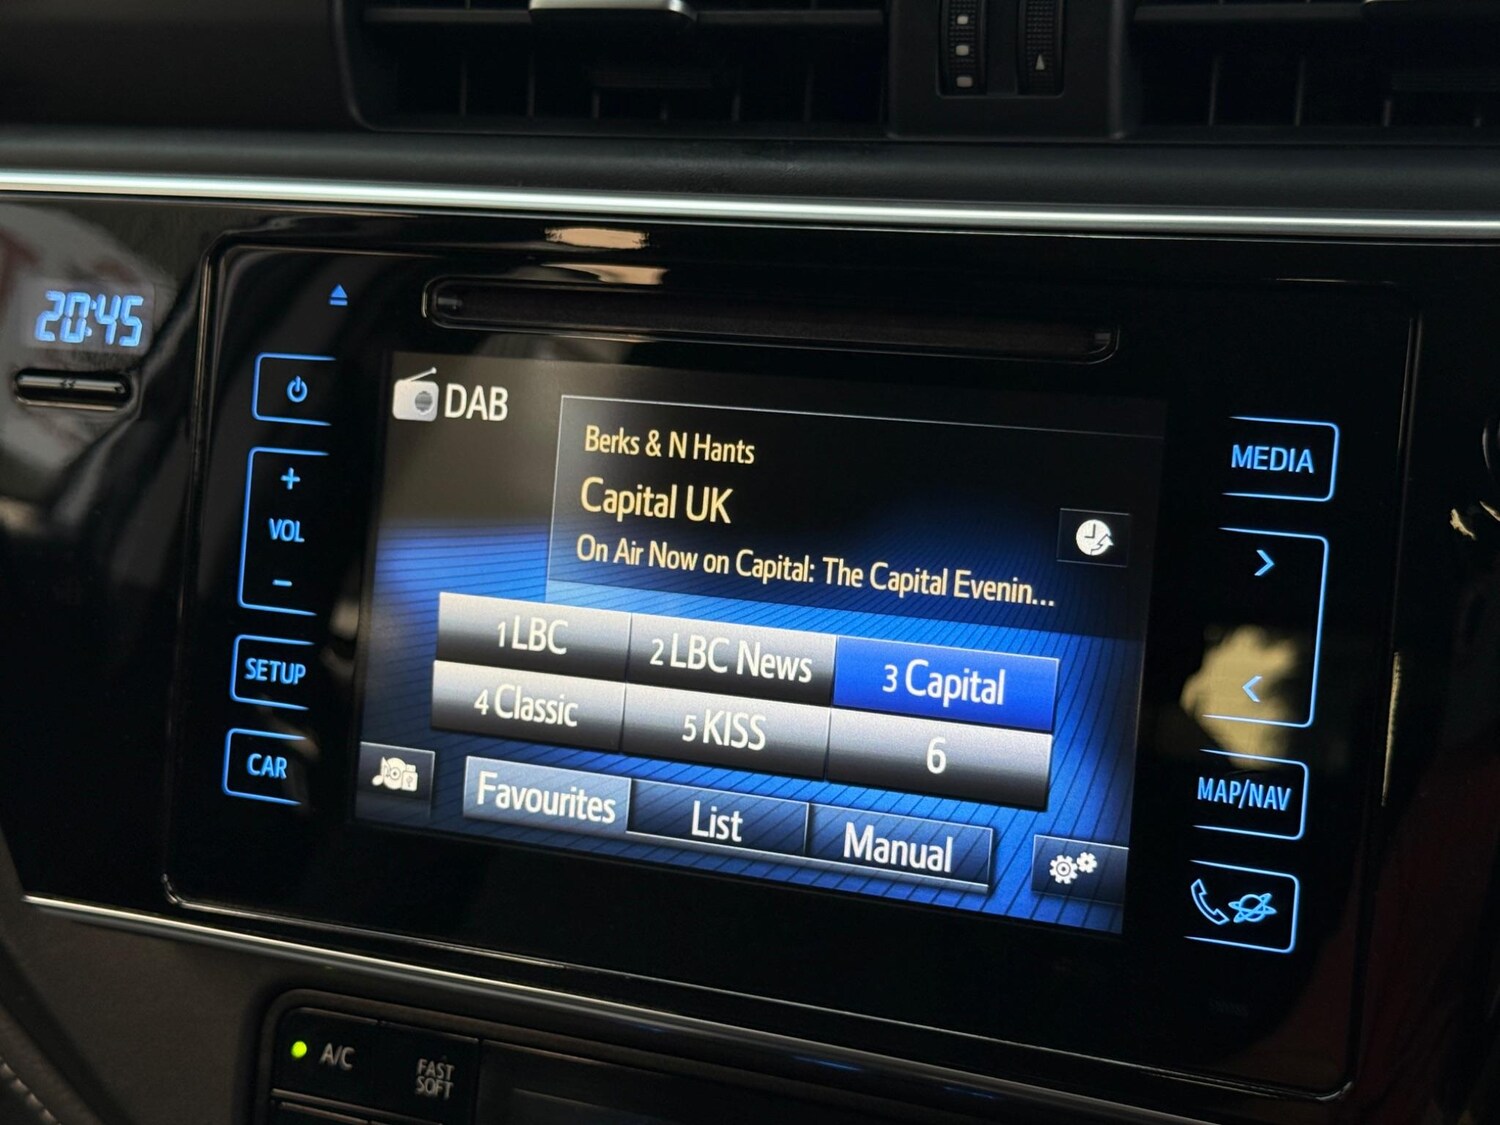 20:45
DAB
Berks & N Hants
Capital UK
On Air Now on Capital: The Capital Evenin...
VOL
SETUP
CAR
1 LBC
2 LBC News
3 Capital
4 Classic
5 KISS
6
Favourites
List
Manual
MEDIA
MAP/NAV
A/C
FAST
SOFT